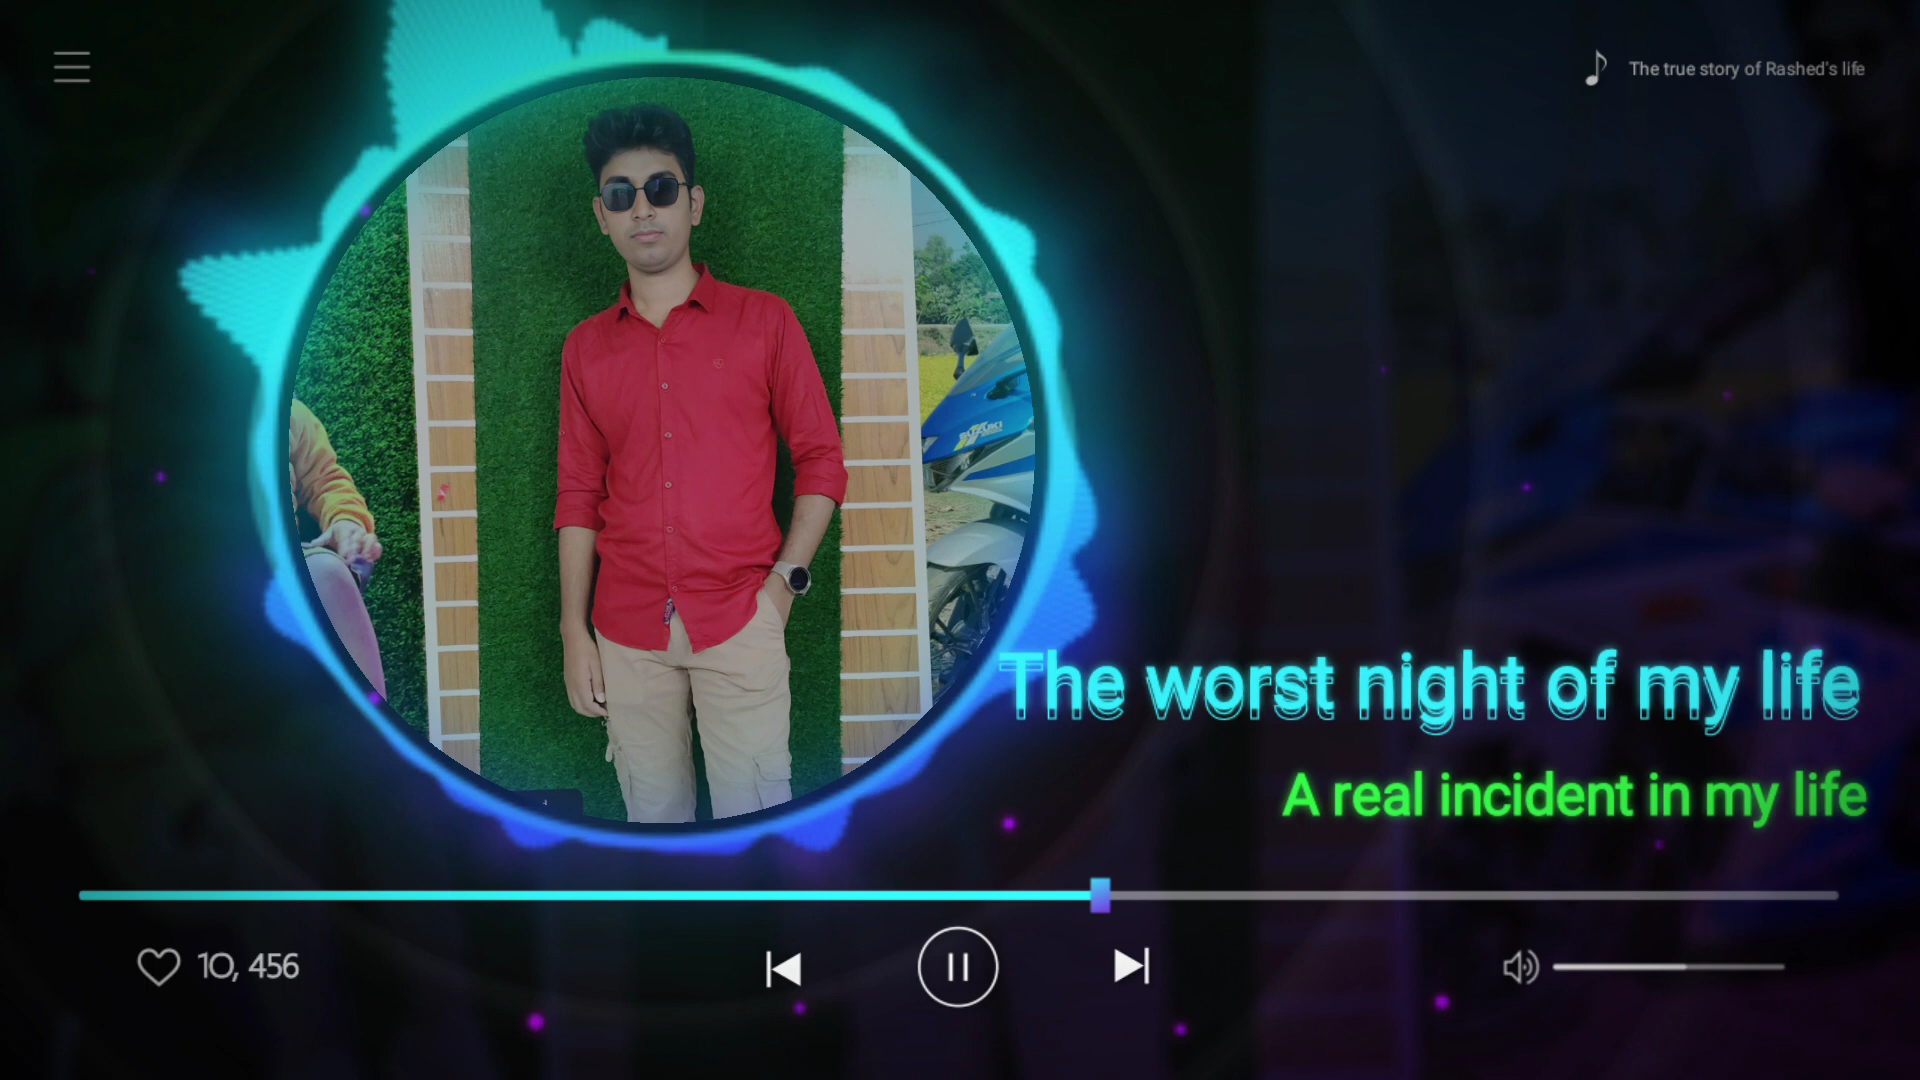 The true story of Rashed's life
SUZUKI
The worst night of my life
A real incident in my life
10, 456